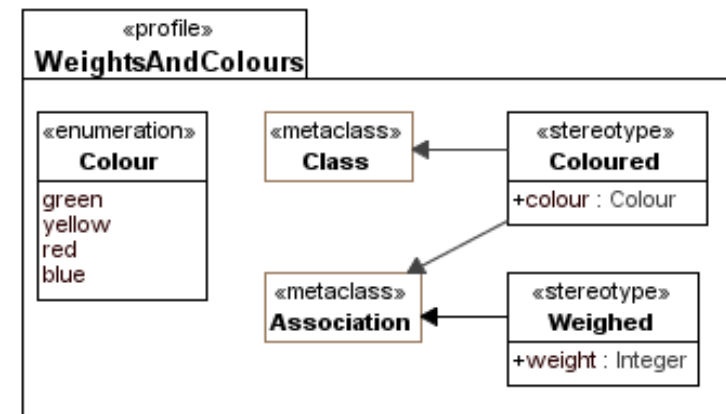 «profile»
WeightsAndColours
«enumeration»
Colour
green
yellow
red
blue
«metaclass»
Class
«stereotype»
Coloured
+colour : Colour
«metaclass»
Association
«stereotype»
Weighed
+weight : Integer